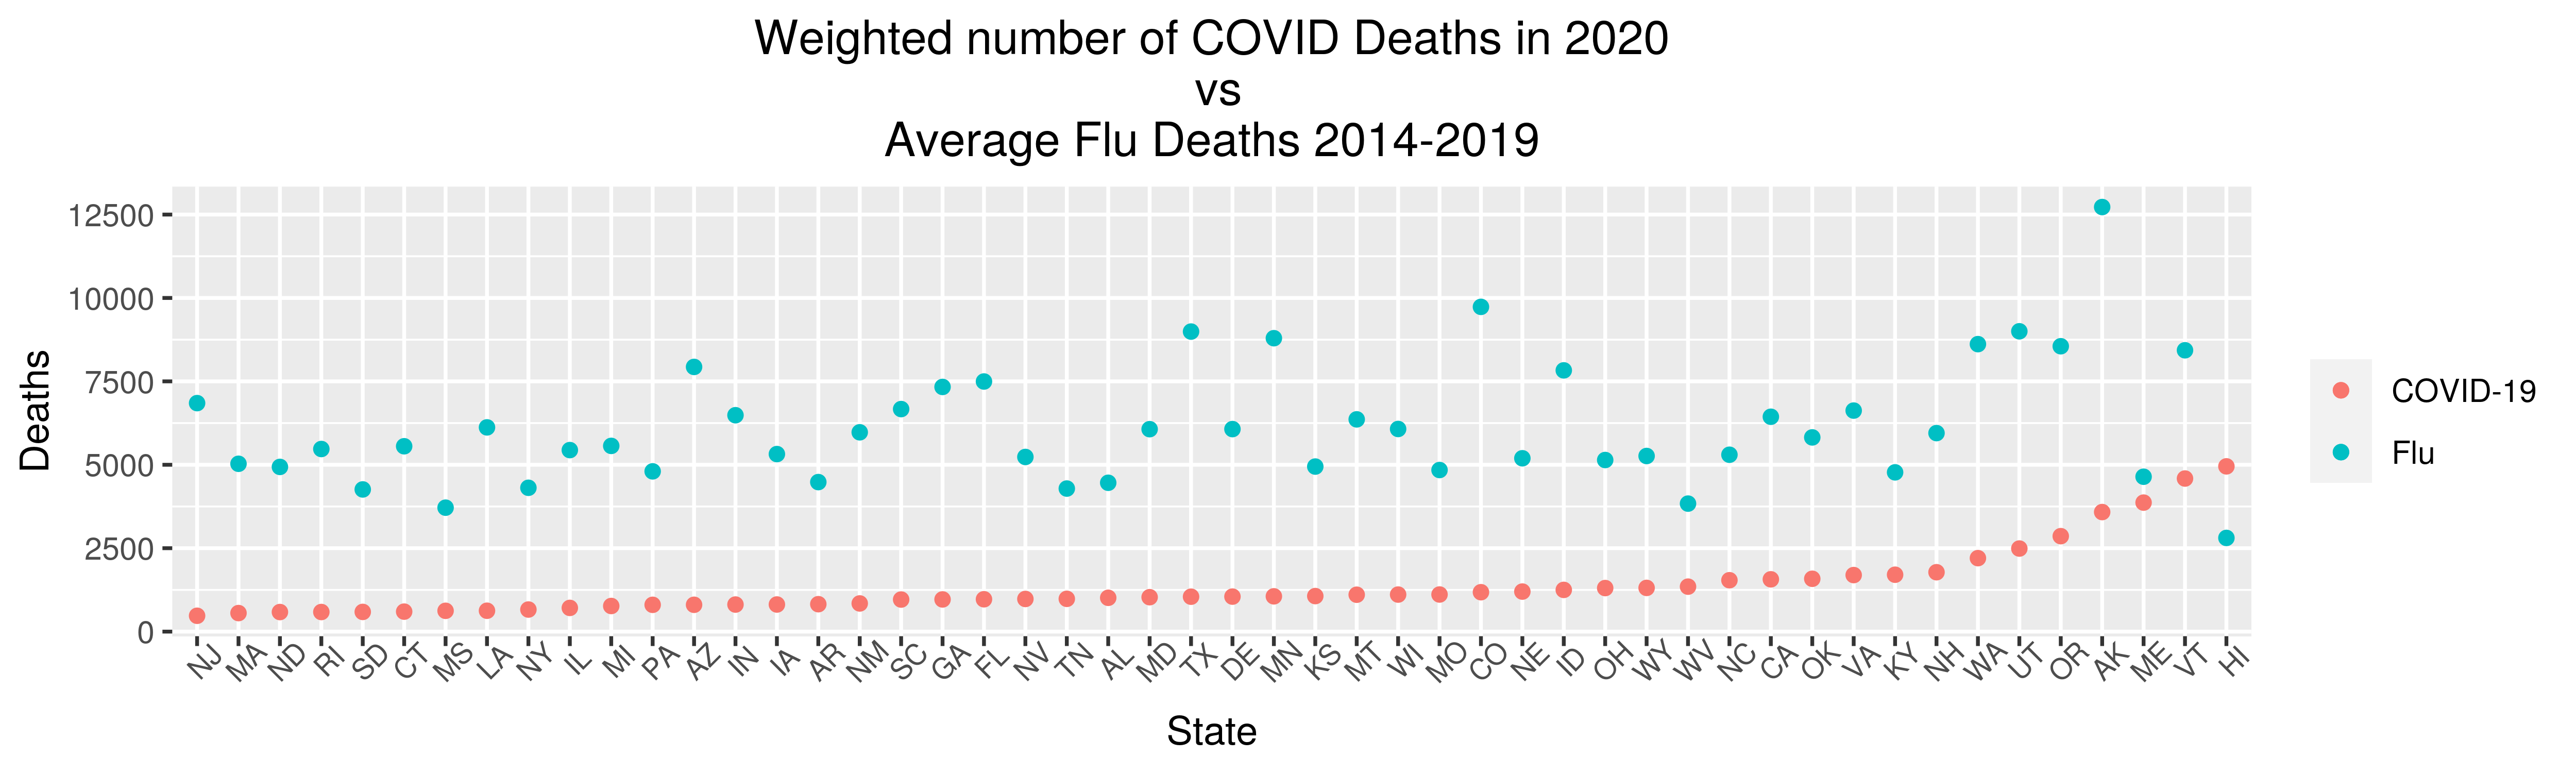 Weighted number of COVID Deaths in 2020
vs
Average Flu Deaths 2014-2019
12500
10000
7500
5000
2500
0
Deaths
NJ MA ND RI SD CT MS LA NY IL MI PA AZ IN IA AR NM SC GA FL NV TN AL MD TX DE MN KS MT WI MO CO NE ID OH WY WV NC CA OK VA KY NH WA UT OR AK ME VT HI
State
COVID-19
Flu